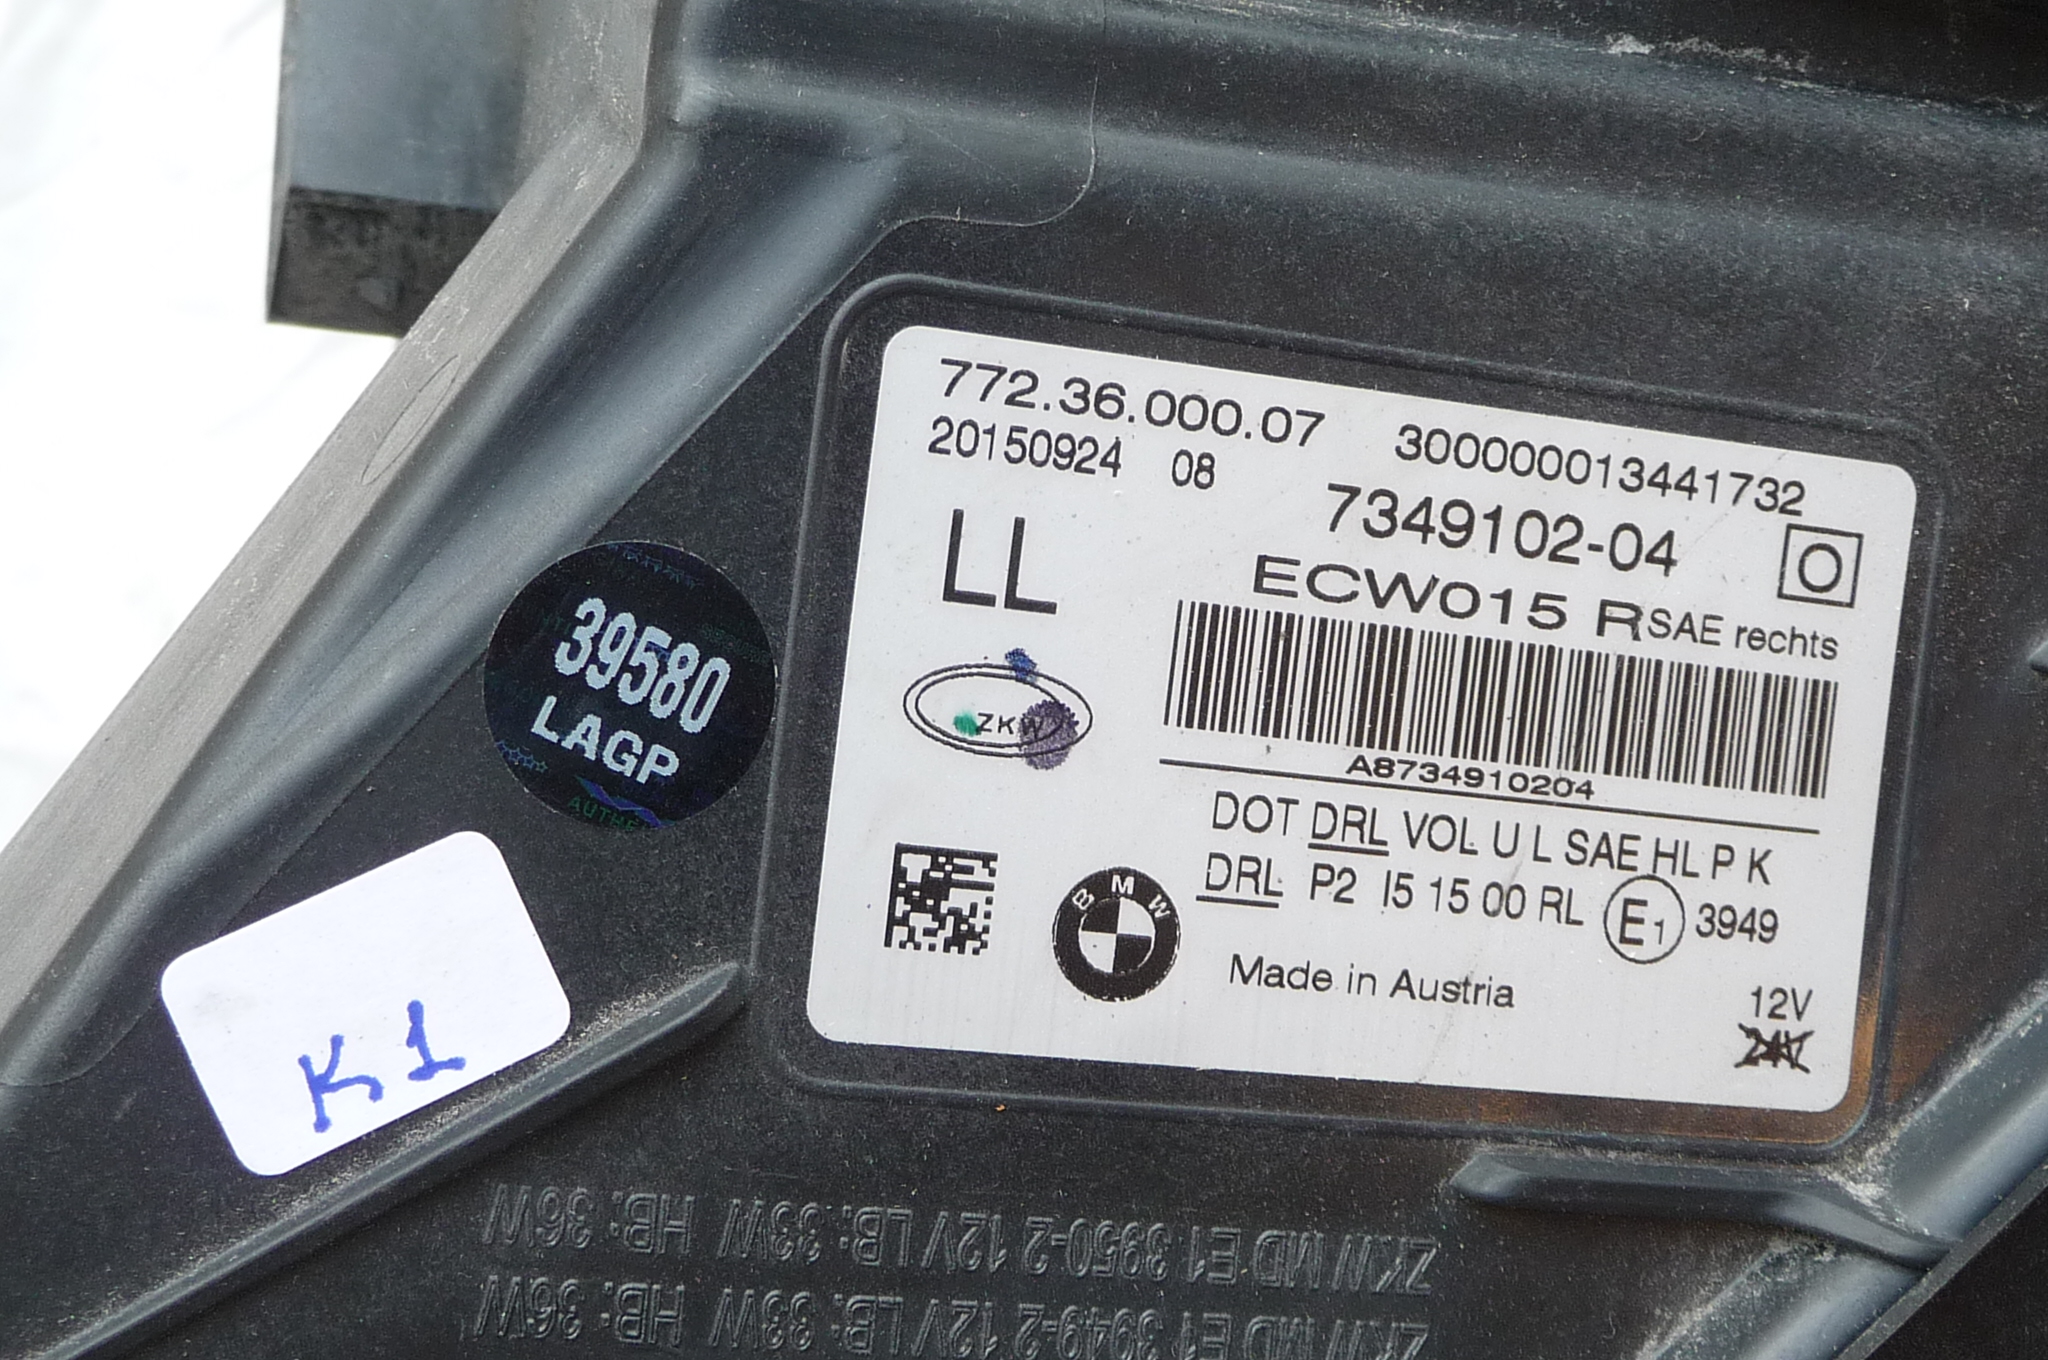 772.36.000.07 300000013441732
20150924 08
7349102-04
O
LL
ECW015 R SAE rechts
ZKW
A8734910204
DOT DRL VOL U L SAE HL P K
DRL P2 I5 15 00 RL E1 3949
BMW
Made in Austria
12V
24V
39580
LAGP
AUTHE
K1
ZKW MD E1 3950-2 12V LB: 33W HB: 36W
ZKW MD E1 3949-2 12V LB: 33W HB: 36W